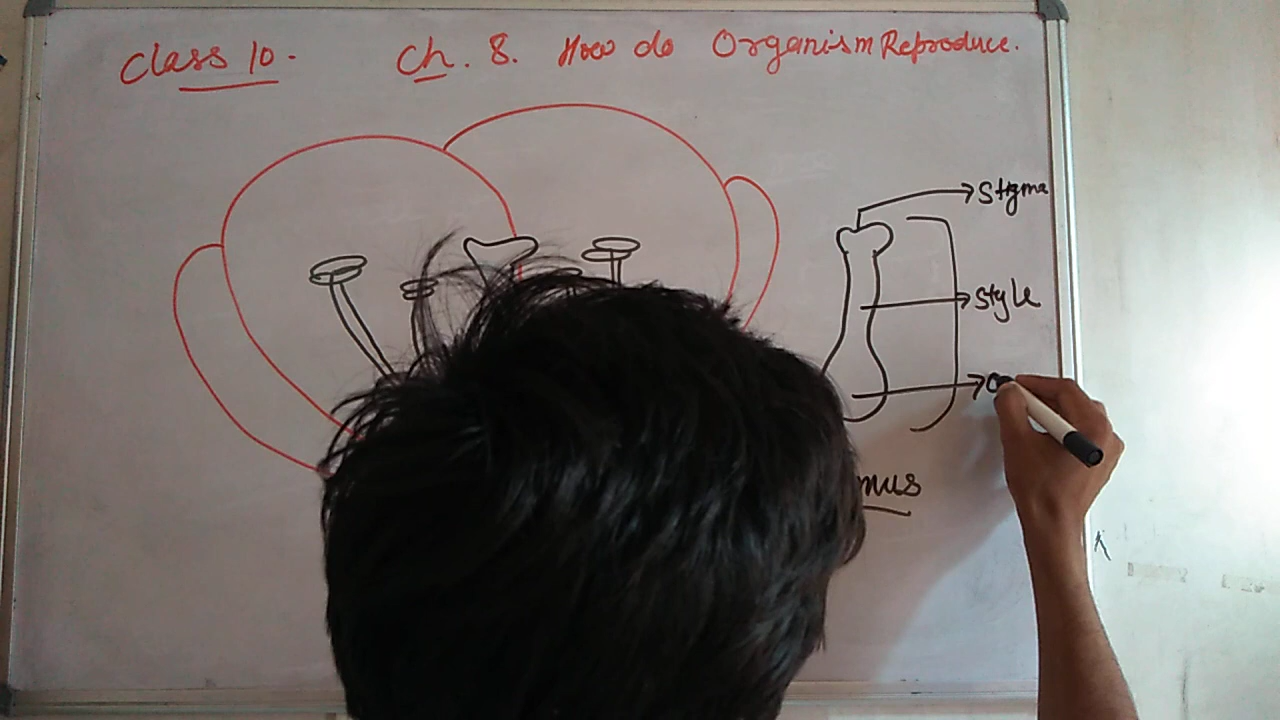 Class 10. Ch. 8. How do Organism Reproduce.
Stigma
Style